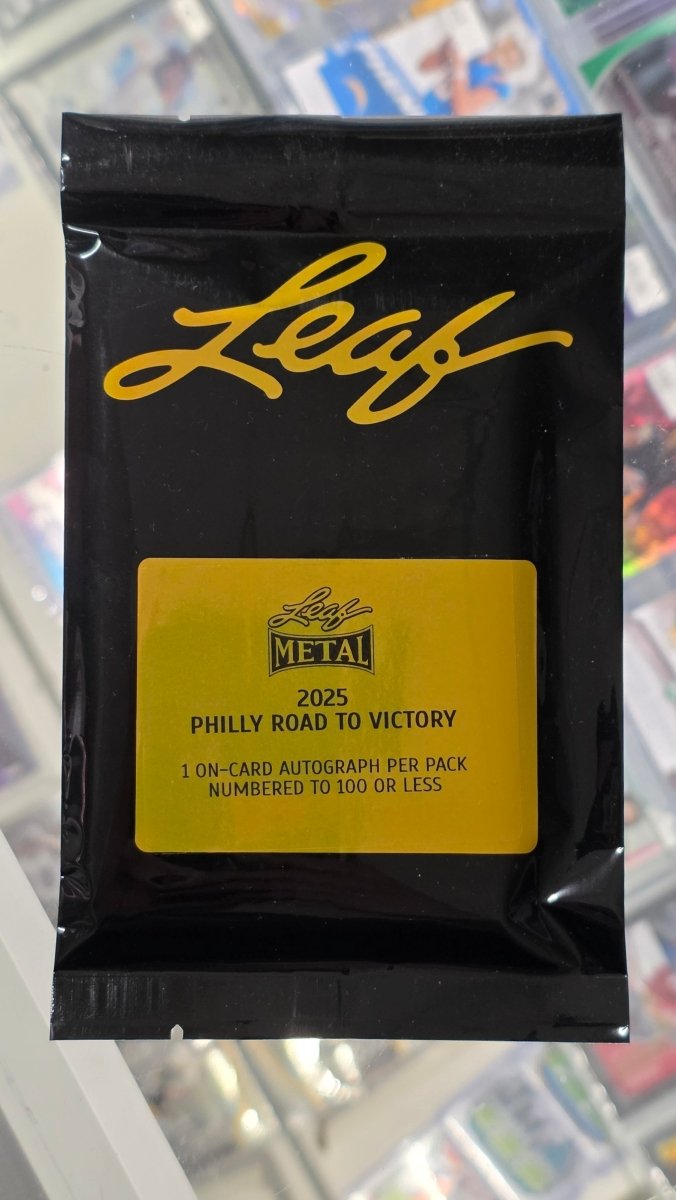 Leaf
Leaf
METAL
2025
PHILLY ROAD TO VICTORY
1 ON-CARD AUTOGRAPH PER PACK
NUMBERED TO 100 OR LESS